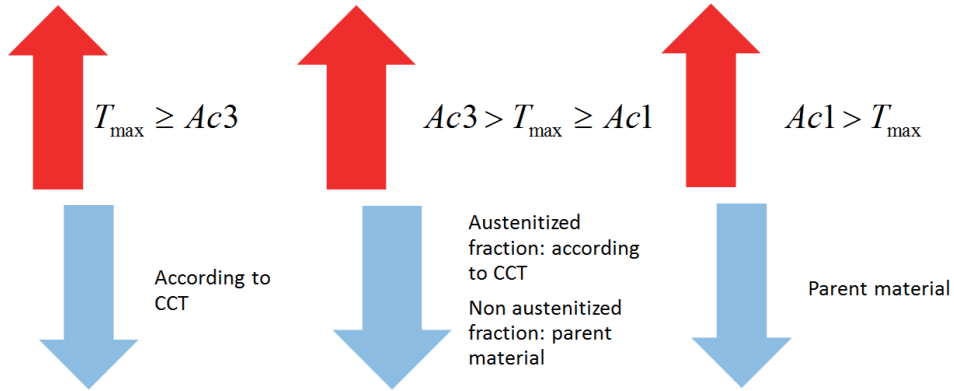 T_max ≥ Ac3
According to
CCT
Ac3 > T_max ≥ Ac1
Austenitized
fraction: according
to CCT
Non austenitized
fraction: parent
material
Ac1 > T_max
Parent material